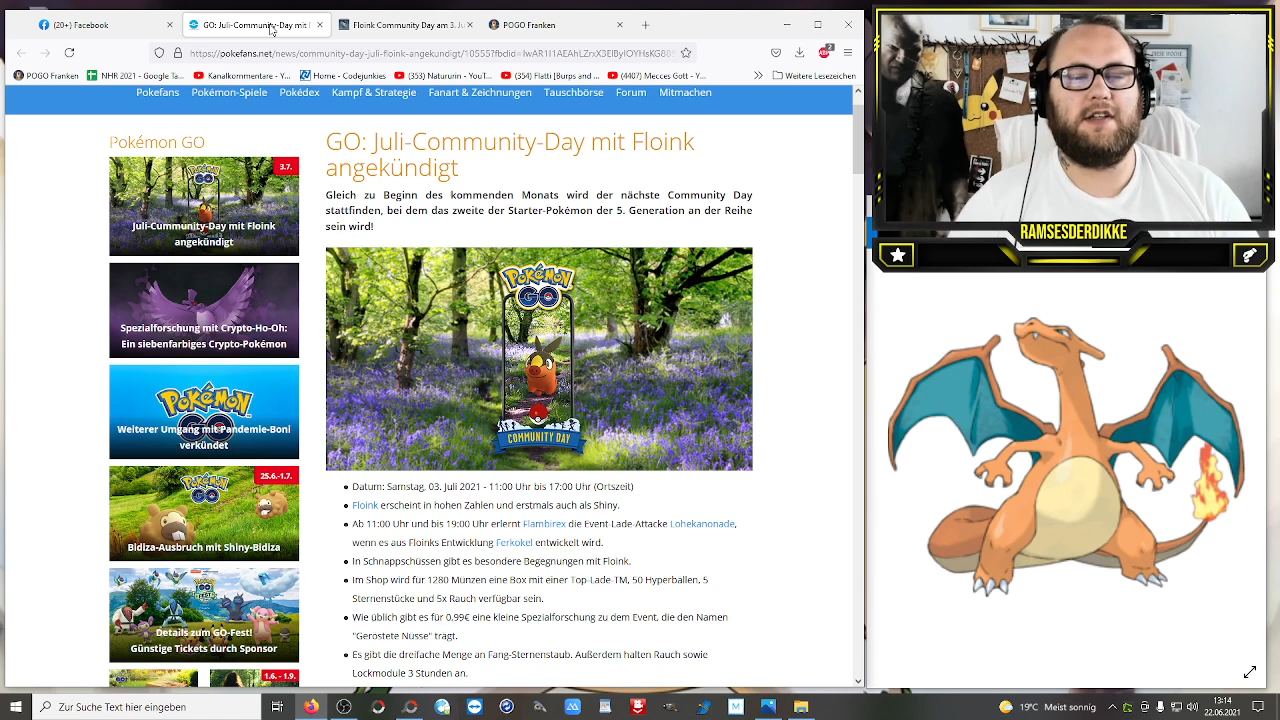 (20+) Facebook
GO: Juli-Community-Day mit
Floink Community Day am 3. Ju
POGO Franken
https://pokefans.net/news/community-day-juli-floink-angekundigt/10555?fbdid=IwAR1I1AEAhLZrxX3ElByIOYHsKG88
2
POGO Franken
NHR 2021 - Google Ta...
Kanalkommentare - Y...
Home - Codejunkies
(353) Naturuin - YouT...
(354) Flatti [Burps and ...
(4407) Mecces Gott - Y...
Weitere Lesezeichen
Pokefans Pokémon-Spiele Pokédex Kampf & Strategie Fanart & Zeichnungen Tauschbörse Forum Mitmachen
Pokémon GO
3.7.
Juli-Community-Day mit Floink
angekündigt
Spezialforschung mit Crypto-Ho-Oh:
Ein siebenfarbiges Crypto-Pokémon
Pokémon
GO
Weiterer Umgang mit Pandemie-Boni
verkündet
25.6.-1.7.
Bidiza-Ausbruch mit Shiny-Bidiza
Details zum GO-Fest!
Günstige Tickets durch Sponsor
1.6. - 1.9.
GO: Juli-Community-Day mit Floink
angekündigt
Gleich zu Beginn des kommenden Monats wird der nächste Community Day
stattfinden, bei dem das zweite der Starter-Pokémon der 5. Generation an der Reihe
sein wird!
Pokémon
GO
COMMUNITY DAY
Datum: Samstag, 03. Juli 2021 - 11:00 Uhr bis 17:00 Uhr (Ortszeit)
Floink erscheint in hohen Zahlen und erstmals auch als Shiny.
Ab 11:00 Uhr und bis 19:00 Uhr erlernt Flambirex die Event-Lade-Attacke Lohekanonade,
wenn es aus Floinks Entwicklung Ferkokel entwickelt wird.
In Schnappschüssen gibt es besondere Begegnungen mit Floink.
Im Shop wird für 1280 Münzen eine Box mit einer Top-Lade-TM, 50 Hyperbällen, 5
Sternenstücke und 5x Rauch verfügbar sein.
Wie üblich gibt es für 0.99€ eine kleine Spezialforschung zu dem Event, die den Namen
"Geröstete Nüsse" trägt.
Es gibt die dreifache Menge an Fang-Sternenstaub. Außerdem halten Rauch sowie
Lockmodule 3 Stunden an.
RAMSESDERDIKKE
Zur Suche Text hier eingeben
19°C Meist sonnig
13:14
22.06.2021